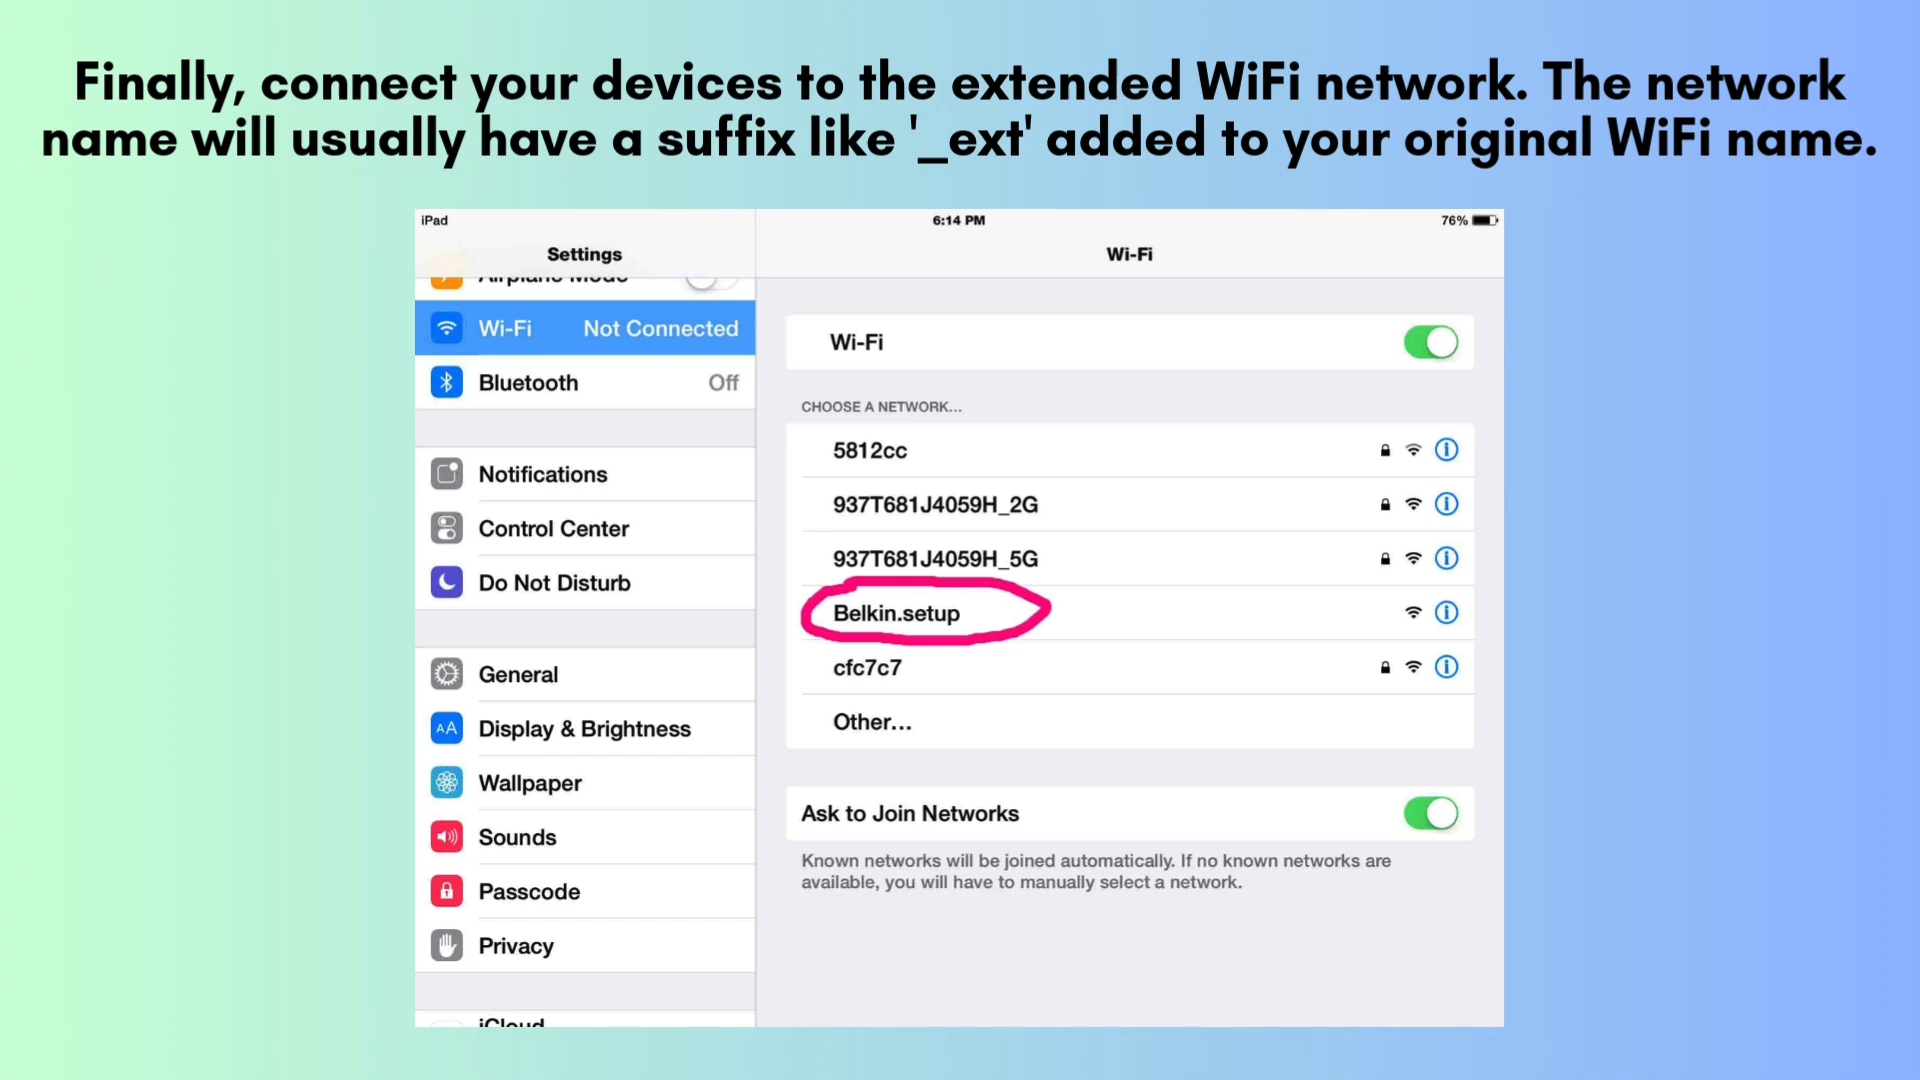 Finally, connect your devices to the extended WiFi network. The network
name will usually have a suffix like '_ext' added to your original WiFi name.
iPad
6:14 PM
76%
Settings
Wi-Fi
Airplane Mode
Wi-Fi Not Connected
Bluetooth Off
Notifications
Control Center
Do Not Disturb
General
AA
Display & Brightness
Wallpaper
Sounds
Passcode
Privacy
iCloud
Wi-Fi
CHOOSE A NETWORK...
5812cc
937T681J4059H_2G
937T681J4059H_5G
Belkin.setup
cfc7c7
Other...
Ask to Join Networks
Known networks will be joined automatically. If no known networks are
available, you will have to manually select a network.